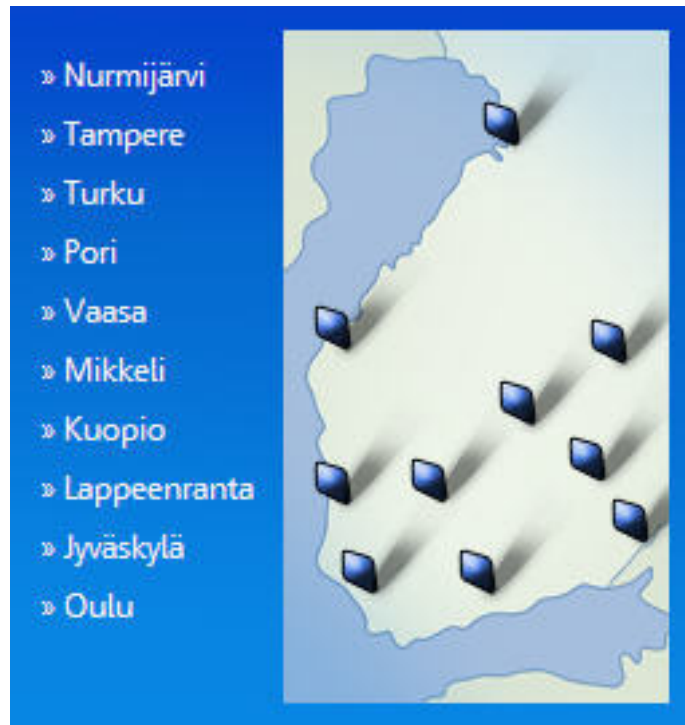 » Nurmijärvi
» Tampere
» Turku
» Pori
» Vaasa
» Mikkeli
» Kuopio
» Lappeenranta
» Jyväskylä
» Oulu